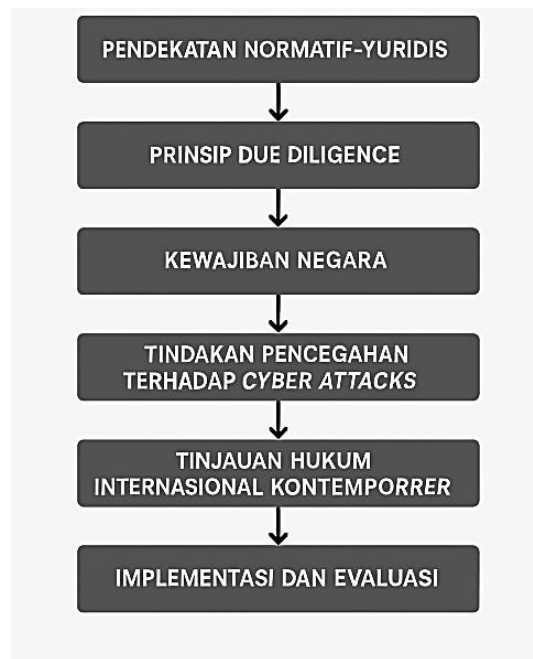 PENDEKATAN NORMATIF-YURIDIS
PRINSIP DUE DILIGENCE
KEWAJIBAN NEGARA
TINDAKAN PENCEGAHAN
TERHADAP CYBER ATTACKS
TINJAUAN HUKUM
INTERNASIONAL KONTEMPORRER
IMPLEMENTASI DAN EVALUASI